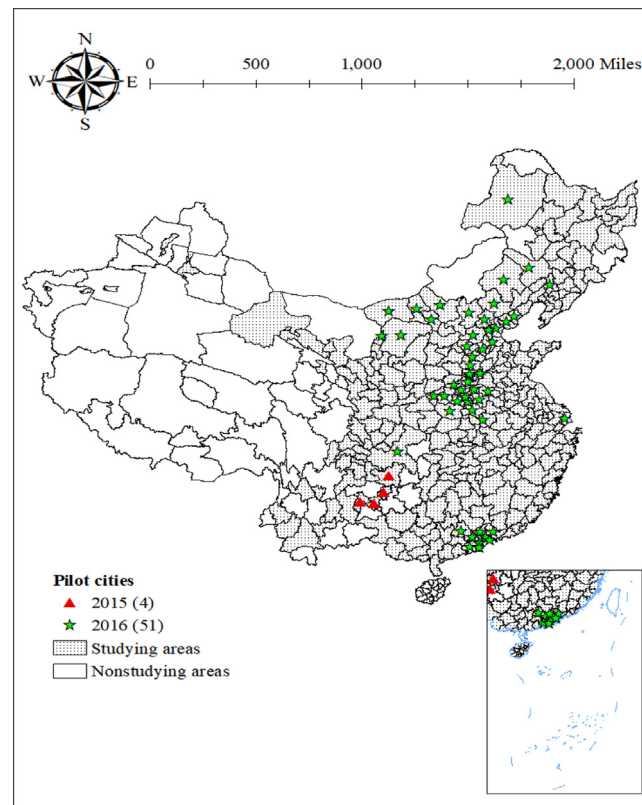 N
W E
S
0 500 1,000 2,000 Miles
Pilot cities
2015 (4)
2016 (51)
Studying areas
Nonstudying areas